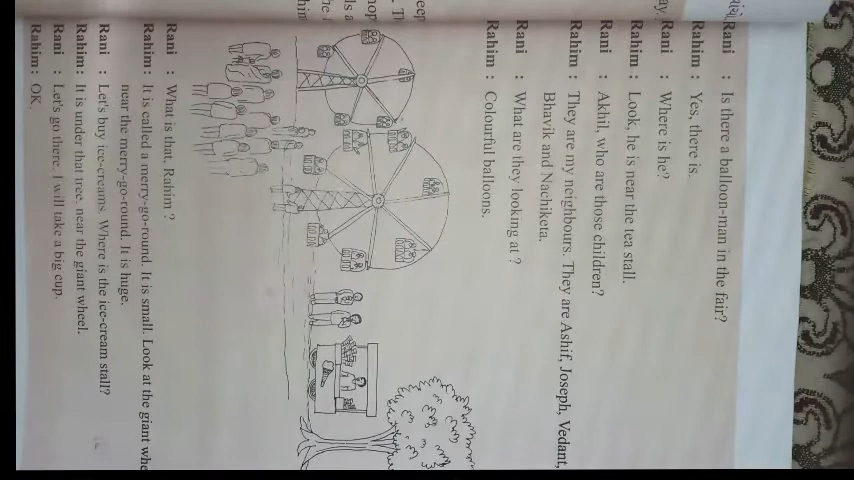 Rani : Is there a balloon-man in the fair?
Rahim : Yes, there is.
Rani : Where is he?
Rahim : Look, he is near the tea stall.
Rani : Akhil, who are those children?
Rahim : They are my neighbours. They are Ashif, Joseph, Vedant,
Bhavik and Nachiketa.
Rani : What are they looking at ?
Rahim : Colourful balloons.
Rani : What is that, Rahim ?
Rahim : It is called a merry-go-round. It is small. Look at the giant whe
near the merry-go-round. It is huge.
Rani : Let's buy ice-creams. Where is the ice-cream stall?
Rahim : It is under that tree, near the giant wheel.
Rani : Let's go there. I will take a big cup.
Rahim : OK.